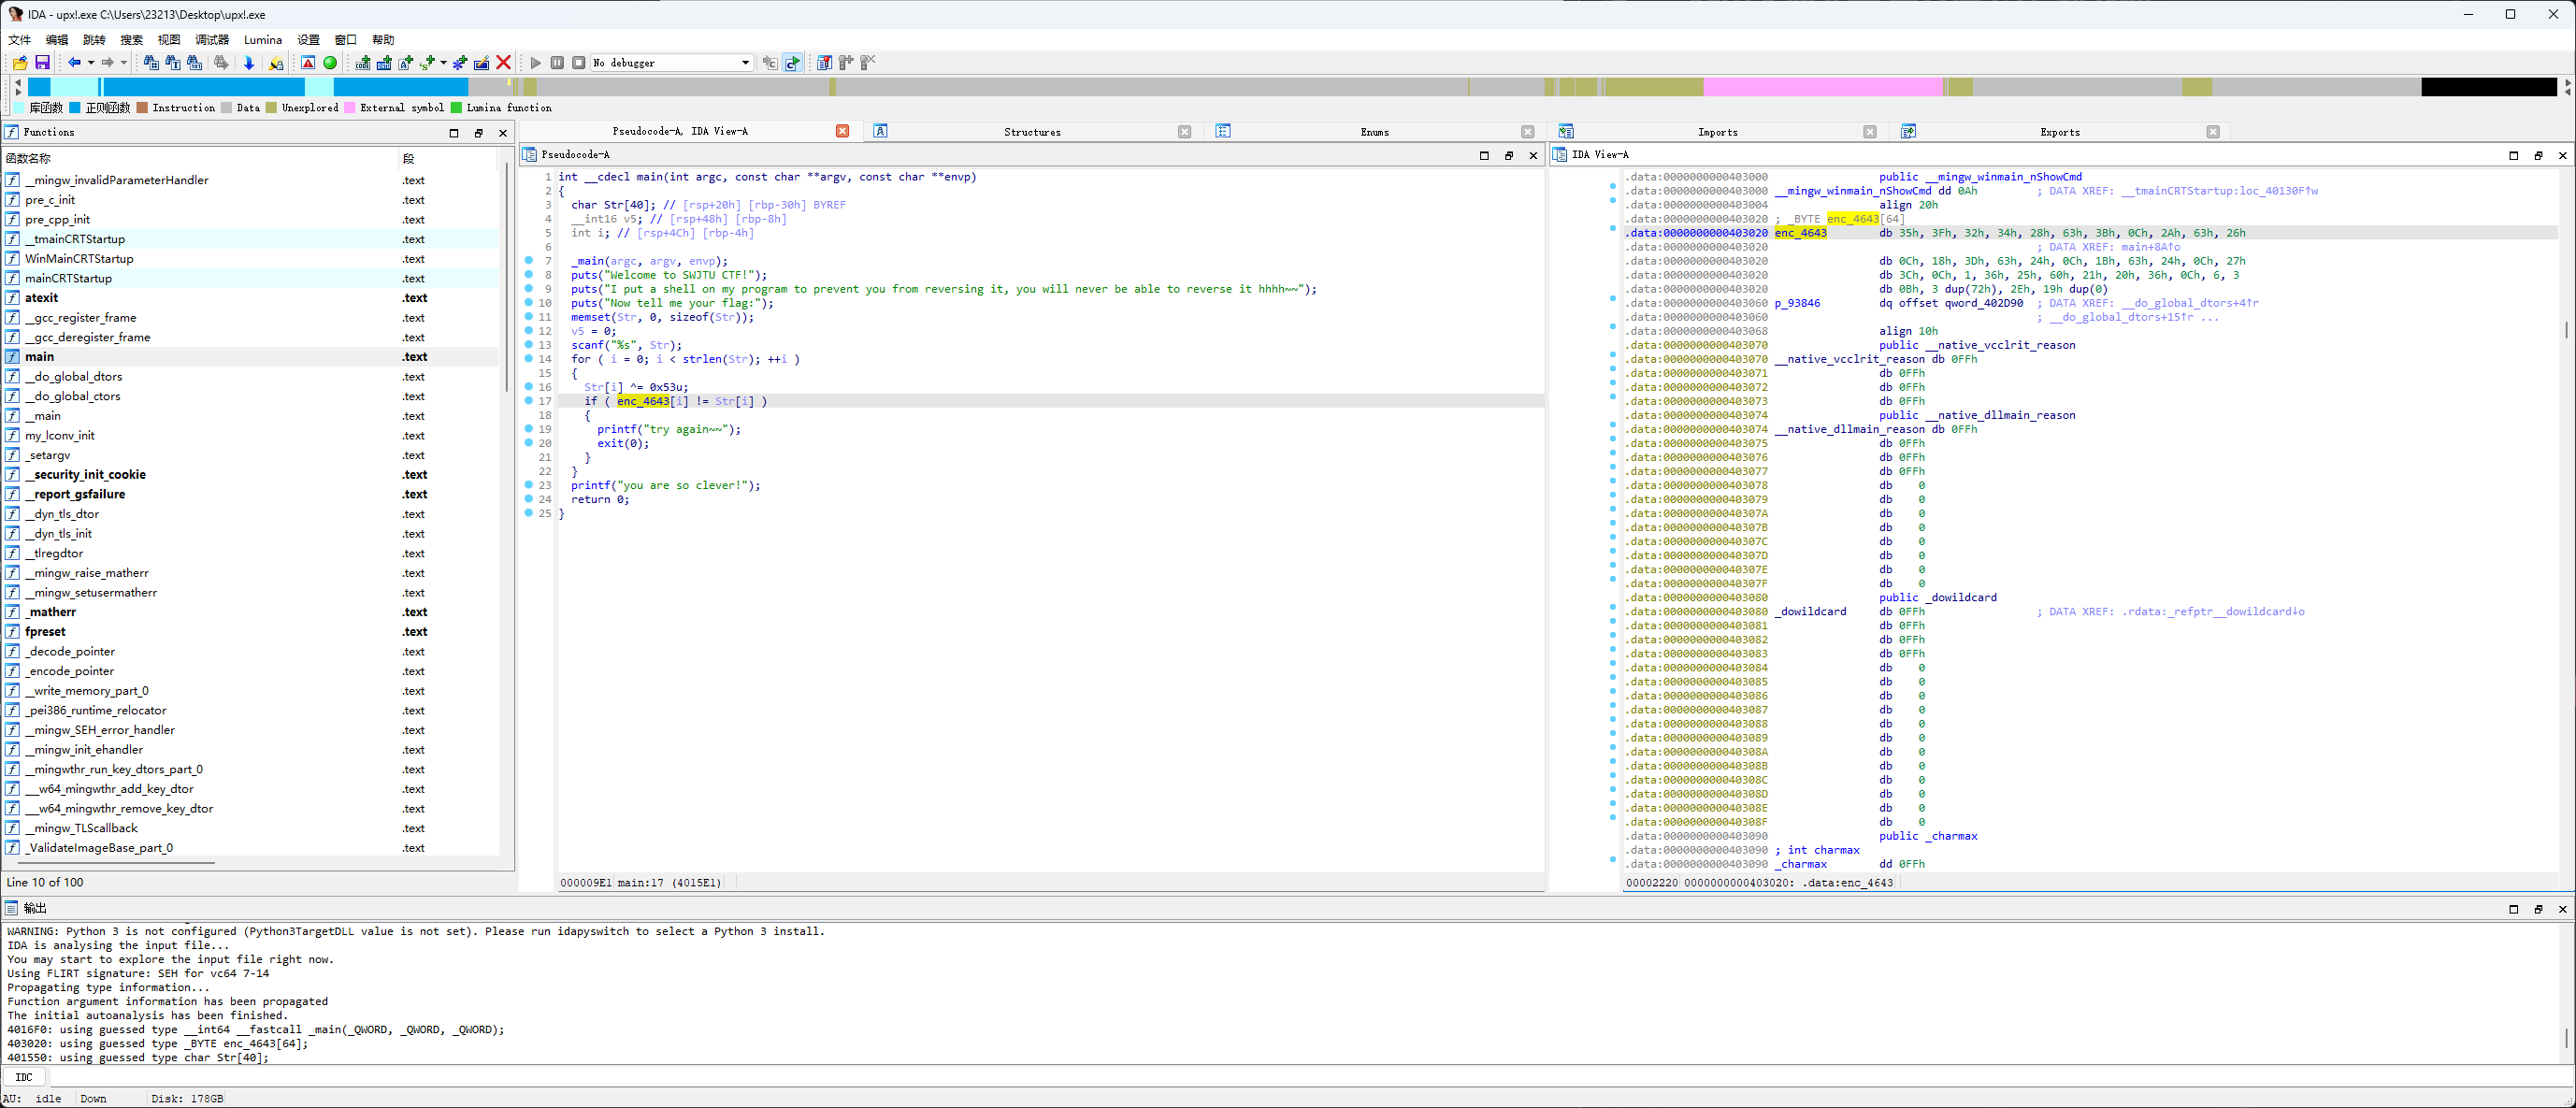 IDA - upx!.exe C:\Users\23213\Desktop\upx!.exe
文件 编辑 跳转 搜索 视图 调试器 Lumina 设置 窗口 帮助
No debugger
库函数 正则函数 Instruction Data Unexplored External symbol Lumina function
Functions
函数名称 段
__mingw_invalidParameterHandler .text
pre_c_init .text
pre_cpp_init .text
__tmainCRTStartup .text
WinMainCRTStartup .text
mainCRTStartup .text
atexit .text
__gcc_register_frame .text
__gcc_deregister_frame .text
main .text
__do_global_dtors .text
__do_global_ctors .text
__main .text
my_lconv_init .text
_setargv .text
__security_init_cookie .text
__report_gsfailure .text
__dyn_tls_dtor .text
__dyn_tls_init .text
__tlregdtor .text
__mingw_raise_matherr .text
__mingw_setusermatherr .text
_matherr .text
fpreset .text
_decode_pointer .text
_encode_pointer .text
__write_memory_part_0 .text
_pei386_runtime_relocator .text
__mingw_SEH_error_handler .text
__mingw_init_ehandler .text
__mingwthr_run_key_dtors_part_0 .text
___w64_mingwthr_add_key_dtor .text
___w64_mingwthr_remove_key_dtor .text
__mingw_TLScallback .text
_ValidateImageBase_part_0 .text
Line 10 of 100
Pseudocode-A, IDA View-A Structures Enums Imports Exports
Pseudocode-A
1 int __cdecl main(int argc, const char **argv, const char **envp)
2 {
3 char Str[40]; // [rsp+20h] [rbp-30h] BYREF
4 __int16 v5; // [rsp+48h] [rbp-8h]
5 int i; // [rsp+4Ch] [rbp-4h]
6
7 _main(argc, argv, envp);
8 puts("Welcome to SWJTU CTF!");
9 puts("I put a shell on my program to prevent you from reversing it, you will never be able to reverse it hhhh~~");
10 puts("Now tell me your flag:");
11 memset(Str, 0, sizeof(Str));
12 v5 = 0;
13 scanf("%s", Str);
14 for ( i = 0; i < strlen(Str); ++i )
15 {
16 Str[i] ^= 0x53u;
17 if ( enc_4643[i] != Str[i] )
18 {
19 printf("try again~~");
20 exit(0);
21 }
22 }
23 printf("you are so clever!");
24 return 0;
25 }
000009E1 main:17 (4015E1)
IDA View-A
.data:0000000000403000 public __mingw_winmain_nShowCmd
.data:0000000000403000 __mingw_winmain_nShowCmd dd 0Ah ; DATA XREF: __tmainCRTStartup:loc_40130F↑w
.data:0000000000403004 align 20h
.data:0000000000403020 ; _BYTE enc_4643[64]
.data:0000000000403020 enc_4643 db 35h, 3Fh, 32h, 34h, 28h, 63h, 3Bh, 0Ch, 2Ah, 63h, 26h
.data:0000000000403020 ; DATA XREF: main+8A↑o
.data:0000000000403020 db 0Ch, 18h, 3Dh, 63h, 24h, 0Ch, 1Bh, 63h, 24h, 0Ch, 27h
.data:0000000000403020 db 3Ch, 0Ch, 1, 36h, 25h, 60h, 21h, 20h, 36h, 0Ch, 6, 3
.data:0000000000403020 db 0Bh, 3 dup(72h), 2Eh, 19h dup(0)
.data:0000000000403060 p_93846 dq offset qword_402D90 ; DATA XREF: __do_global_dtors+4↑r
.data:0000000000403060 ; __do_global_dtors+15↑r ...
.data:0000000000403068 align 10h
.data:0000000000403070 public __native_vcclrit_reason
.data:0000000000403070 __native_vcclrit_reason db 0FFh
.data:0000000000403071 db 0FFh
.data:0000000000403072 db 0FFh
.data:0000000000403073 db 0FFh
.data:0000000000403074 public __native_dllmain_reason
.data:0000000000403074 __native_dllmain_reason db 0FFh
.data:0000000000403075 db 0FFh
.data:0000000000403076 db 0FFh
.data:0000000000403077 db 0FFh
.data:0000000000403078 db 0
.data:0000000000403079 db 0
.data:000000000040307A db 0
.data:000000000040307B db 0
.data:000000000040307C db 0
.data:000000000040307D db 0
.data:000000000040307E db 0
.data:000000000040307F db 0
.data:0000000000403080 public _dowildcard
.data:0000000000403080 _dowildcard db 0FFh ; DATA XREF: .rdata:_refptr__dowildcard↓o
.data:0000000000403081 db 0FFh
.data:0000000000403082 db 0FFh
.data:0000000000403083 db 0FFh
.data:0000000000403084 db 0
.data:0000000000403085 db 0
.data:0000000000403086 db 0
.data:0000000000403087 db 0
.data:0000000000403088 db 0
.data:0000000000403089 db 0
.data:000000000040308A db 0
.data:000000000040308B db 0
.data:000000000040308C db 0
.data:000000000040308D db 0
.data:000000000040308E db 0
.data:000000000040308F db 0
.data:0000000000403090 public _charmax
.data:0000000000403090 ; int charmax
.data:0000000000403090 _charmax dd 0FFh
00002220 0000000000403020: .data:enc_4643
输出
WARNING: Python 3 is not configured (Python3TargetDLL value is not set). Please run idapyswitch to select a Python 3 install.
IDA is analysing the input file...
You may start to explore the input file right now.
Using FLIRT signature: SEH for vc64 7-14
Propagating type information...
Function argument information has been propagated
The initial autoanalysis has been finished.
4016F0: using guessed type __int64 __fastcall _main(_QWORD, _QWORD, _QWORD);
403020: using guessed type _BYTE enc_4643[64];
401550: using guessed type char Str[40];
IDC
AU: idle Down Disk: 178GB